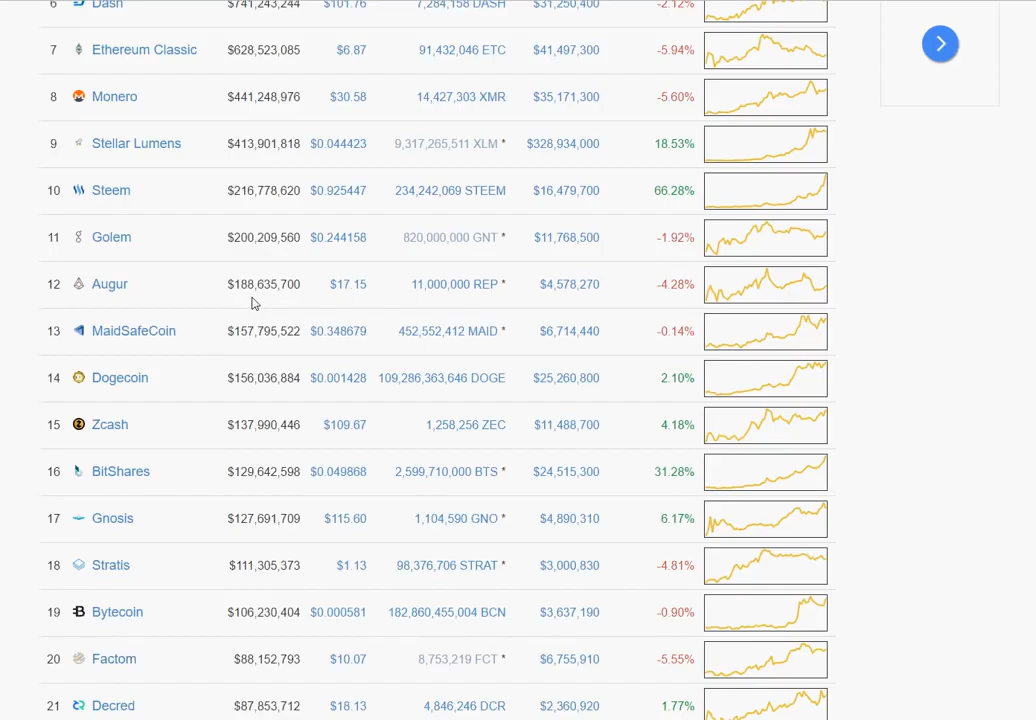 6 Dash $741,243,244 $101.76 7,284,158 DASH $31,250,400 -2.12%
7 Ethereum Classic $628,523,085 $6.87 91,432,046 ETC $41,497,300 -5.94%
8 Monero $441,248,976 $30.58 14,427,303 XMR $35,171,300 -5.60%
9 Stellar Lumens $413,901,818 $0.044423 9,317,265,511 XLM * $328,934,000 18.53%
10 Steem $216,778,620 $0.925447 234,242,069 STEEM $16,479,700 66.28%
11 Golem $200,209,560 $0.244158 820,000,000 GNT * $11,768,500 -1.92%
12 Augur $188,635,700 $17.15 11,000,000 REP * $4,578,270 -4.28%
13 MaidSafeCoin $157,795,522 $0.348679 452,552,412 MAID * $6,714,440 -0.14%
14 Dogecoin $156,036,884 $0.001428 109,286,363,646 DOGE $25,260,800 2.10%
15 Zcash $137,990,446 $109.67 1,258,256 ZEC $11,488,700 4.18%
16 BitShares $129,642,598 $0.049868 2,599,710,000 BTS * $24,515,300 31.28%
17 Gnosis $127,691,709 $115.60 1,104,590 GNO * $4,890,310 6.17%
18 Stratis $111,305,373 $1.13 98,376,706 STRAT * $3,000,830 -4.81%
19 Bytecoin $106,230,404 $0.000581 182,860,455,004 BCN $3,637,190 -0.90%
20 Factom $88,152,793 $10.07 8,753,219 FCT * $6,755,910 -5.55%
21 Decred $87,853,712 $18.13 4,846,246 DCR $2,360,920 1.77%